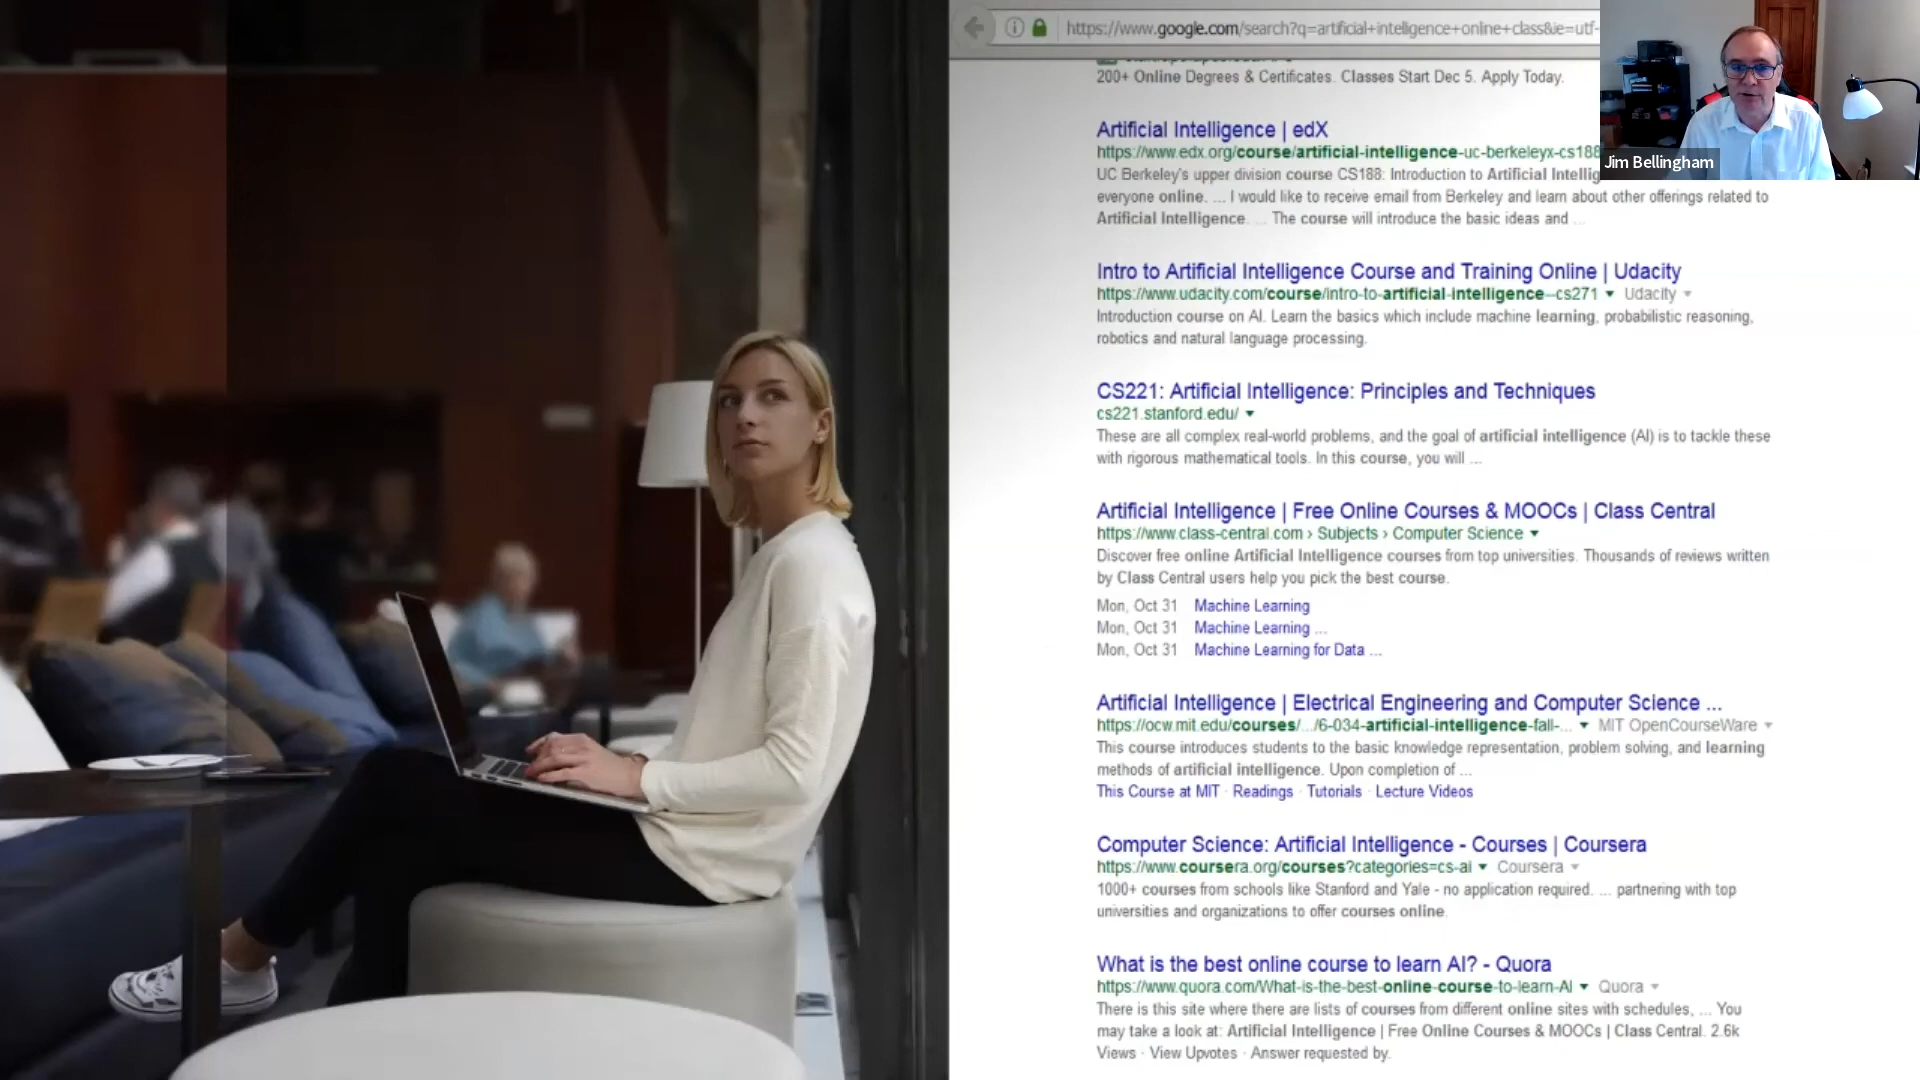 https://www.google.com/search?q=artificial+intelligence+online+class&ie=utf-
200+ Online Degrees & Certificates. Classes Start Dec 5. Apply Today.
Artificial Intelligence | edX
https://www.edx.org/course/artificial-intelligence-uc-berkeleyx-cs188
Jim Bellingham
UC Berkeley's upper division course CS188: Introduction to Artificial Intellig
everyone online. ... I would like to receive email from Berkeley and learn about other offerings related to
Artificial Intelligence. ... The course will introduce the basic ideas and ...
Intro to Artificial Intelligence Course and Training Online | Udacity
https://www.udacity.com/course/intro-to-artificial-intelligence--cs271 Udacity
Introduction course on AI. Learn the basics which include machine learning, probabilistic reasoning,
robotics and natural language processing.
CS221: Artificial Intelligence: Principles and Techniques
cs221.stanford.edu/
These are all complex real-world problems, and the goal of artificial intelligence (AI) is to tackle these
with rigorous mathematical tools. In this course, you will ...
Artificial Intelligence | Free Online Courses & MOOCs | Class Central
https://www.class-central.com › Subjects › Computer Science
Discover free online Artificial Intelligence courses from top universities. Thousands of reviews written
by Class Central users help you pick the best course.
Mon, Oct 31 Machine Learning
Mon, Oct 31 Machine Learning ...
Mon, Oct 31 Machine Learning for Data ...
Artificial Intelligence | Electrical Engineering and Computer Science ...
https://ocw.mit.edu/courses/.../6-034-artificial-intelligence-fall-... MIT OpenCourseWare
This course introduces students to the basic knowledge representation, problem solving, and learning
methods of artificial intelligence. Upon completion of ...
This Course at MIT · Readings · Tutorials · Lecture Videos
Computer Science: Artificial Intelligence - Courses | Coursera
https://www.coursera.org/courses?categories=cs-ai Coursera
1000+ courses from schools like Stanford and Yale - no application required. ... partnering with top
universities and organizations to offer courses online.
What is the best online course to learn AI? - Quora
https://www.quora.com/What-is-the-best-online-course-to-learn-AI Quora
There is this site where there are lists of courses from different online sites with schedules, ... You
may take a look at: Artificial Intelligence | Free Online Courses & MOOCs | Class Central. 2.6k
Views · View Upvotes · Answer requested by.